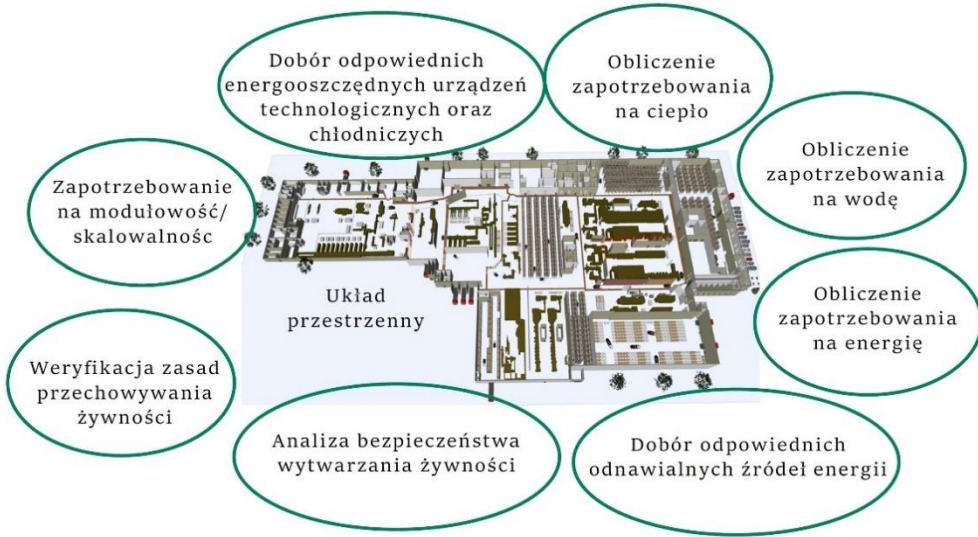 Dobór odpowiednich
energooszczędnych urządzeń
technologicznych oraz
chłodniczych
Obliczenie
zapotrzebowania
na ciepło
Obliczenie
zapotrzebowania
na wodę
Zapotrzebowanie
na modułowość/
skalowalnośc
Układ
przestrzenny
Obliczenie
zapotrzebowania
na energię
Weryfikacja zasad
przechowywania
żywności
Analiza bezpieczeństwa
wytwarzania żywności
Dobór odpowiednich
odnawialnych źródeł energii